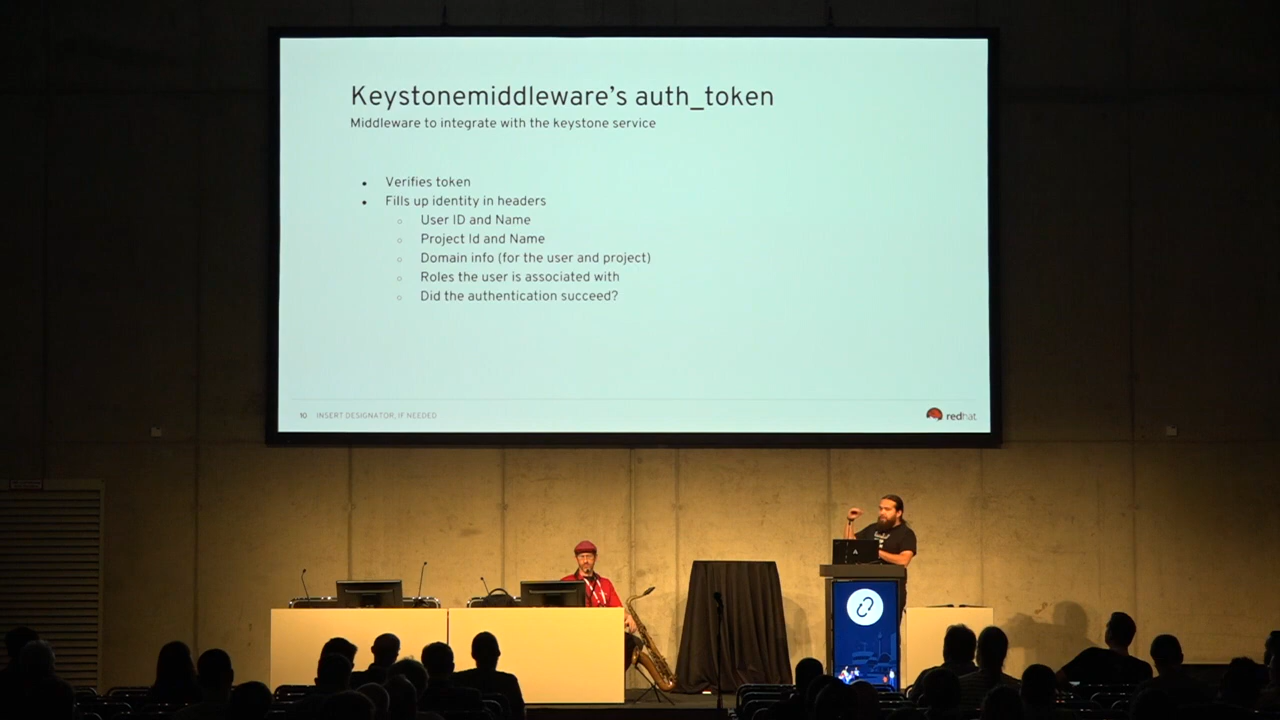 Keystonemiddleware's auth_token
Middleware to integrate with the keystone service
● Verifies token
● Fills up identity in headers
○ User ID and Name
○ Project Id and Name
○ Domain info (for the user and project)
○ Roles the user is associated with
○ Did the authentication succeed?
10 INSERT DESIGNATOR, IF NEEDED
redhat